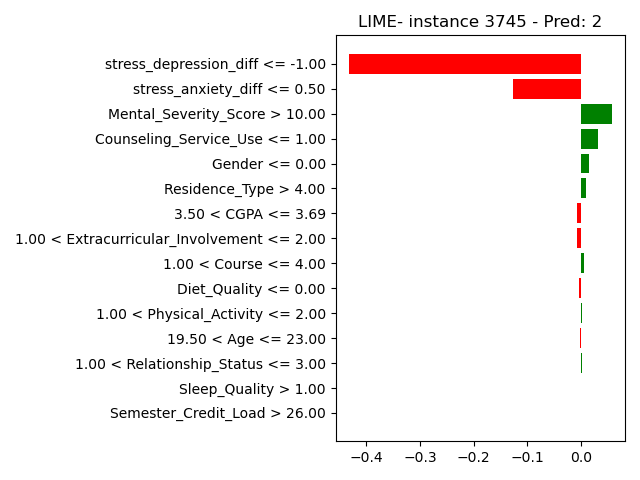 LIME- instance 3745 - Pred: 2
stress_depression_diff <= -1.00
stress_anxiety_diff <= 0.50
Mental_Severity_Score > 10.00
Counseling_Service_Use <= 1.00
Gender <= 0.00
Residence_Type > 4.00
3.50 < CGPA <= 3.69
1.00 < Extracurricular_Involvement <= 2.00
1.00 < Course <= 4.00
Diet_Quality <= 0.00
1.00 < Physical_Activity <= 2.00
19.50 < Age <= 23.00
1.00 < Relationship_Status <= 3.00
Sleep_Quality > 1.00
Semester_Credit_Load > 26.00
−0.4 −0.3 −0.2 −0.1 0.0